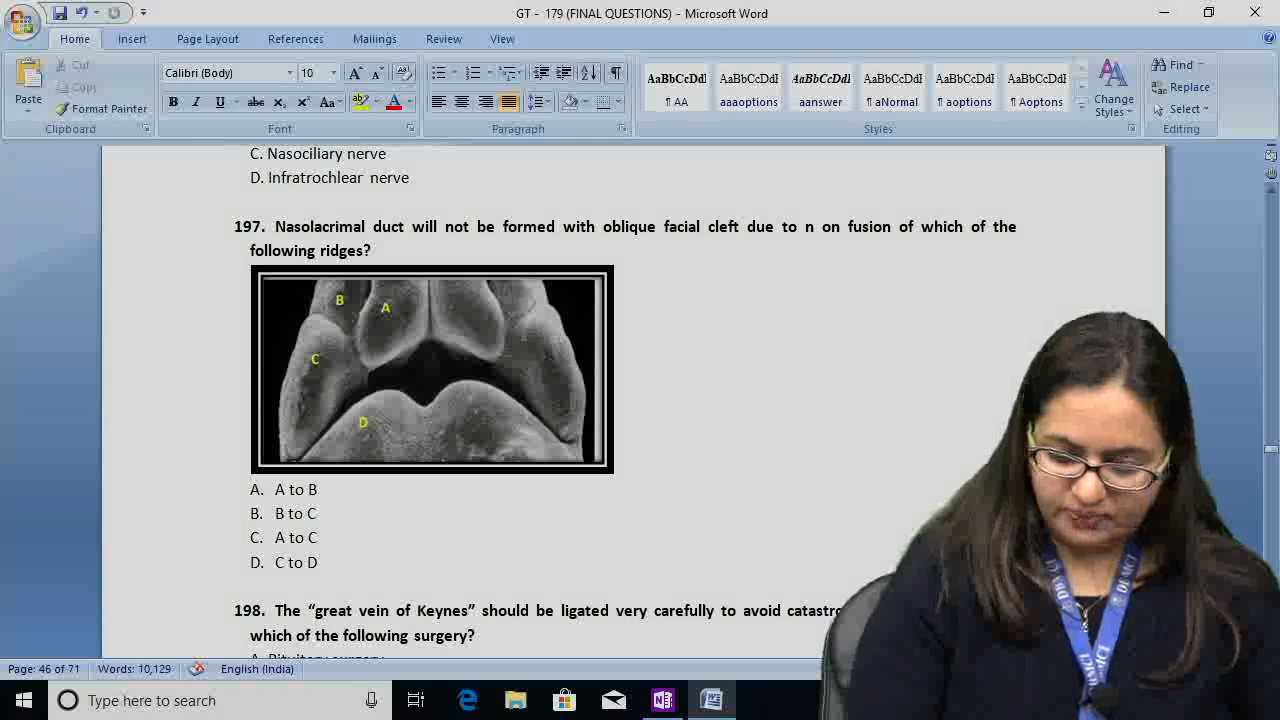 GT - 179 (FINAL QUESTIONS) – Microsoft Word
Home Insert Page Layout References Mailings Review View
Paste
Cut
Copy
Format Painter
Clipboard
Calibri (Body) 10
Font
Paragraph
AaBbCcDdI AaBbCcDdI AaBbCcDdI AaBbCcDdI AaBbCcDdI AaBbCcDdI
¶ AA aaaoptions aanswer ¶ aNormal ¶ aoptions ¶ Aoptons
Change Styles
Styles
Find
Replace
Select
Editing
C. Nasociliary nerve
D. Infratrochlear nerve
197. Nasolacrimal duct will not be formed with oblique facial cleft due to n on fusion of which of the
following ridges?
B
A
C
D
A. A to B
B. B to C
C. A to C
D. C to D
198. The “great vein of Keynes” should be ligated very carefully to avoid
which of the following surgery?
Page: 46 of 71 Words: 10,129 English (India)
Type here to search